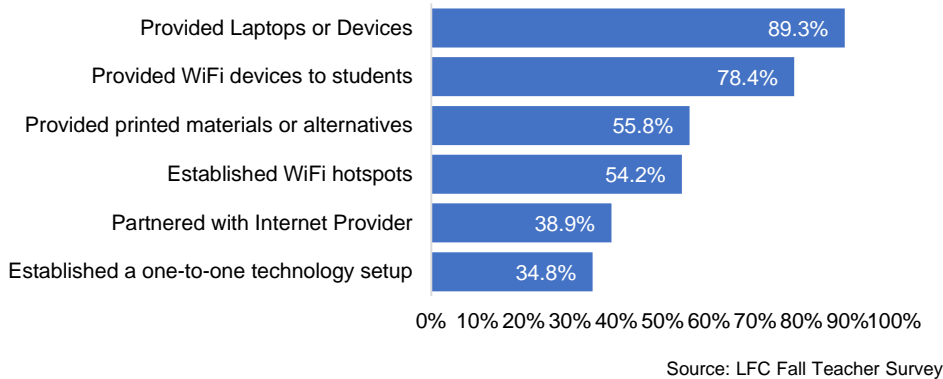 Provided Laptops or Devices 89.3%
Provided WiFi devices to students 78.4%
Provided printed materials or alternatives 55.8%
Established WiFi hotspots 54.2%
Partnered with Internet Provider 38.9%
Established a one-to-one technology setup 34.8%
0% 10% 20% 30% 40% 50% 60% 70% 80% 90% 100%
Source: LFC Fall Teacher Survey